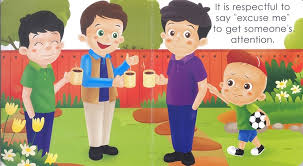 It is respectful to
say "excuse me"
to get someone's
attention.